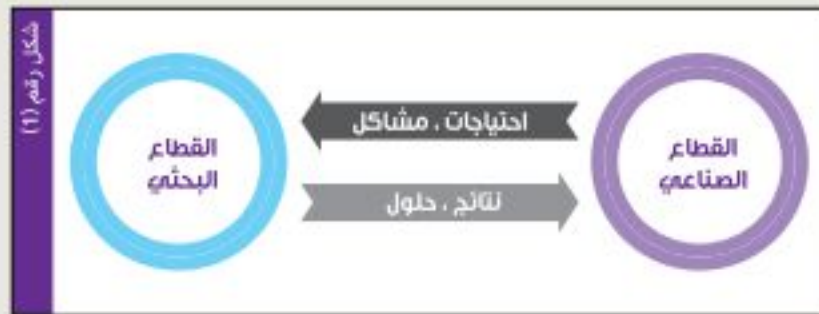 شكل رقم (1)
القطاع
الصناعي
احتياجات ، مشاكل
نتائج ، حلول
القطاع
البحثي